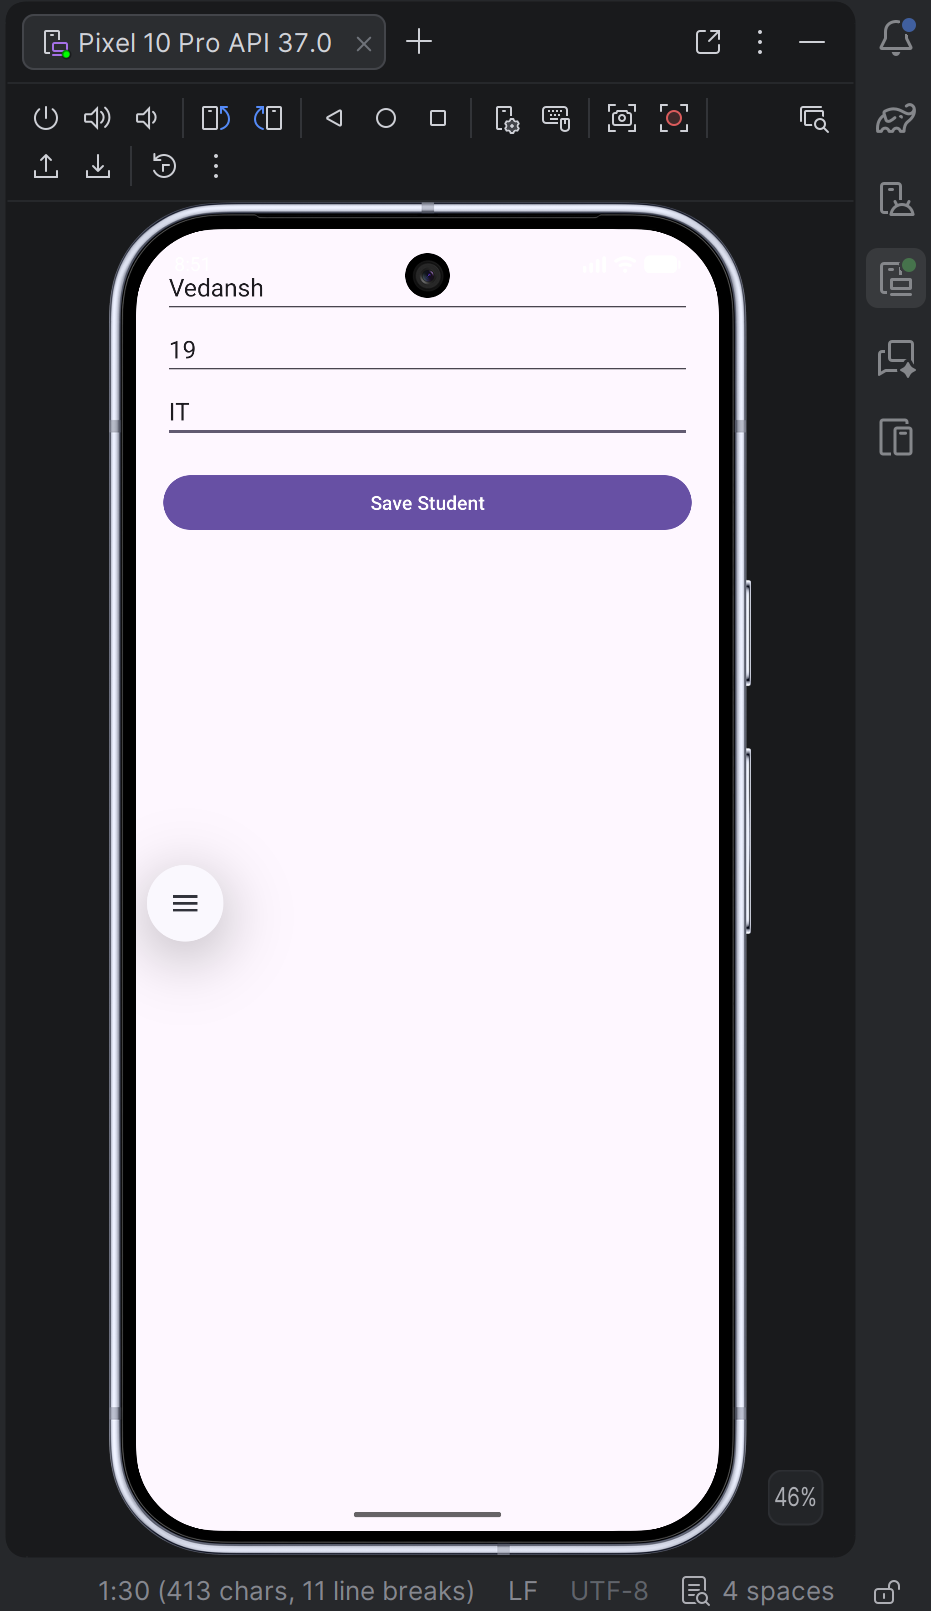 Pixel 10 Pro API 37.0
Vedansh
19
IT
Save Student
46%
1:30 (413 chars, 11 line breaks) LF UTF-8 4 spaces